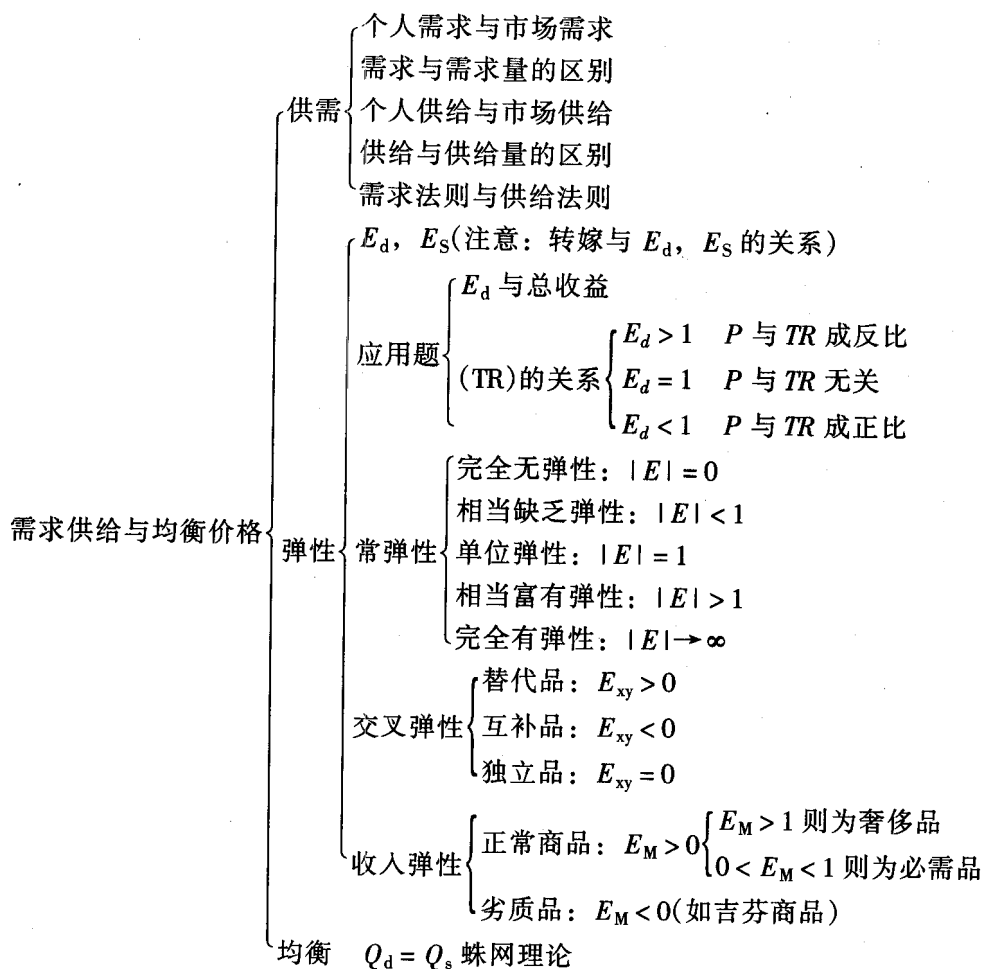 个人需求与市场需求
需求与需求量的区别
供需 个人供给与市场供给
供给与供给量的区别
需求法则与供给法则
E_d, E_S(注意：转嫁与 E_d, E_S 的关系)
E_d 与总收益
应用题
(TR)的关系
E_d > 1 P 与 TR 成反比
E_d = 1 P 与 TR 无关
E_d < 1 P 与 TR 成正比
完全无弹性：|E| = 0
相当缺乏弹性：|E| < 1
需求供给与均衡价格
弹性 常弹性 单位弹性：|E| = 1
相当富有弹性：|E| > 1
完全有弹性：|E|→∞
替代品：E_xy > 0
交叉弹性 互补品：E_xy < 0
独立品：E_xy = 0
收入弹性
正常商品：E_M > 0
E_M > 1 则为奢侈品
0 < E_M < 1 则为必需品
劣质品：E_M < 0(如吉芬商品)
均衡 Q_d = Q_s 蛛网理论